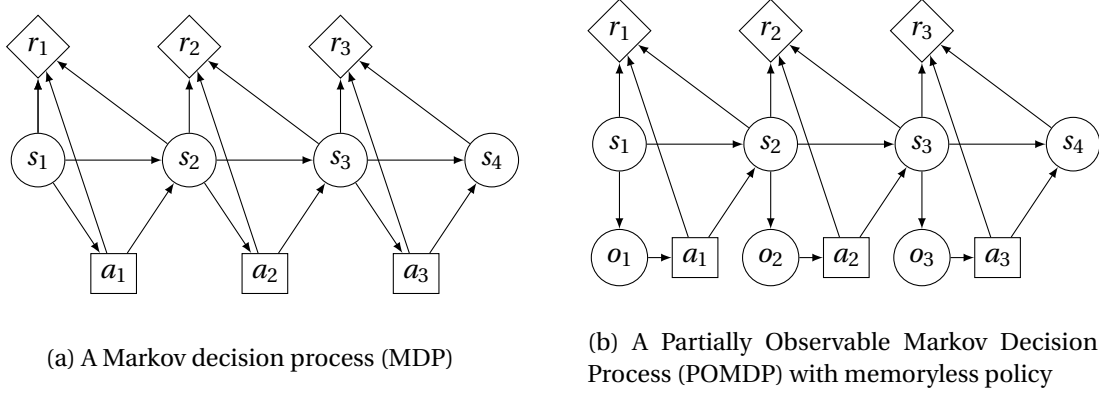 r1 r2 r3
s1 s2 s3 s4
a1 a2 a3
(a) A Markov decision process (MDP)
r1 r2 r3
s1 s2 s3 s4
o1 a1 o2 a2 o3 a3
(b) A Partially Observable Markov Decision
Process (POMDP) with memoryless policy